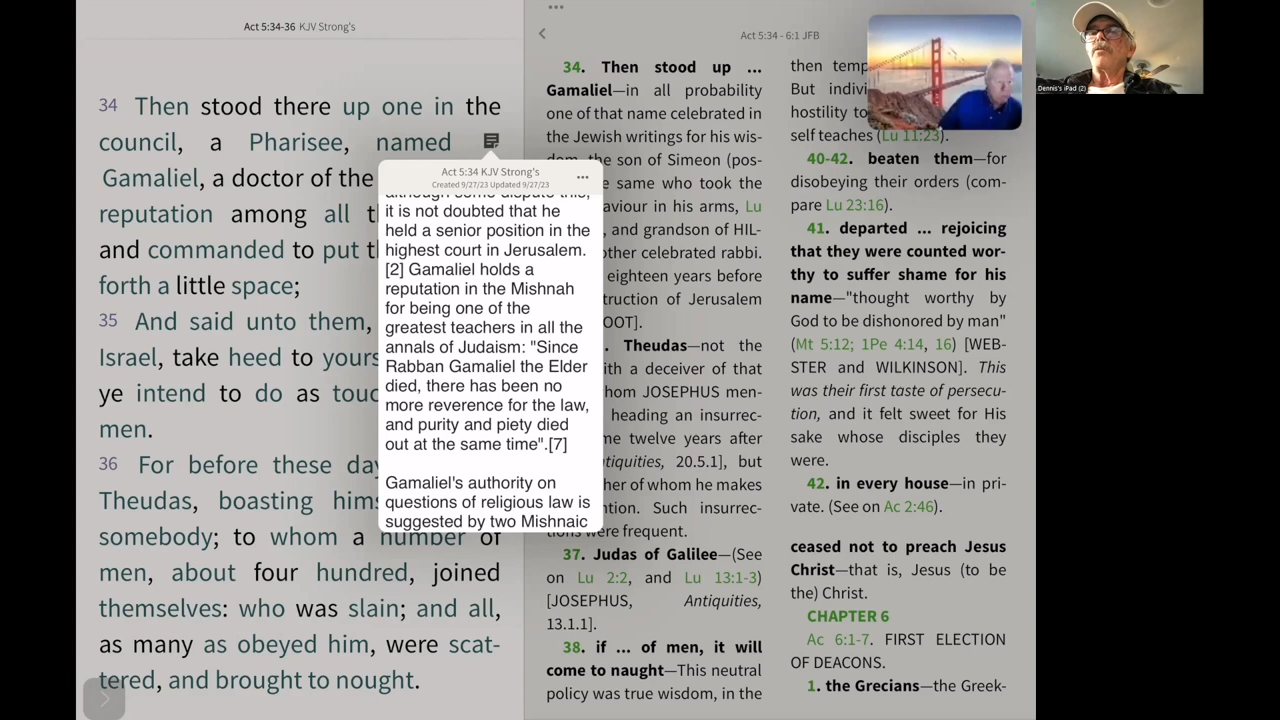 Act 5:34-36 KJV Strong's
34 Then stood there up one in the
council, a Pharisee, named
Gamaliel, a doctor of the
reputation among all
and commanded to put
forth a little space;
35 And said unto them,
Israel, take heed to
ye intend to do as
men.
36 For before these
Theudas, boasting
somebody; to whom a number of
men, about four hundred, joined
themselves: who was slain; and all,
as many as obeyed him, were scat-
tered, and brought to nought.
Act 5:34 KJV Strong's
Created 9/27/23 Updated 9/27/23
although some dispute this,
it is not doubted that he
held a senior position in the
highest court in Jerusalem.
[2] Gamaliel holds a
reputation in the Mishnah
for being one of the
greatest teachers in all the
annals of Judaism: "Since
Rabban Gamaliel the Elder
died, there has been no
more reverence for the law,
and purity and piety died
out at the same time".[7]
Gamaliel's authority on
questions of religious law is
suggested by two Mishnaic
Act 5:34 - 6:1 JFB
34. Then stood up ...
Gamaliel—in all probability
one of that name celebrated in
the Jewish writings for his wis-
dom, the son of Simeon (pos-
same who took the
in his arms, Lu
and grandson of HIL-
other celebrated rabbi.
eighteen years before
of Jerusalem
Theudas—not the
with a deceiver of that
whom JOSEPHUS men-
heading an insurrec-
twelve years after
20.5.1], but
of whom he makes
Such insurrec-
tions were frequent.
37. Judas of Galilee—(See
on Lu 2:2, and Lu 13:1-3)
[JOSEPHUS, Antiquities,
13.1.1].
38. if ... of men, it will
come to naught—This neutral
policy was true wisdom, in the
then
But
hostility to
self teaches (Lu 11:23).
40-42. beaten them—for
disobeying their orders (com-
pare Lu 23:16).
41. departed ... rejoicing
that they were counted wor-
thy to suffer shame for his
name—"thought worthy by
God to be dishonored by man"
(Mt 5:12; 1Pe 4:14, 16) [WEB-
STER and WILKINSON]. This
was their first taste of persecu-
tion, and it felt sweet for His
sake whose disciples they
were.
42. in every house—in pri-
vate. (See on Ac 2:46).
ceased not to preach Jesus
Christ—that is, Jesus (to be
the) Christ.
CHAPTER 6
Ac 6:1-7. FIRST ELECTION
OF DEACONS.
1. the Grecians—the Greek-
Dennis's iPad (2)